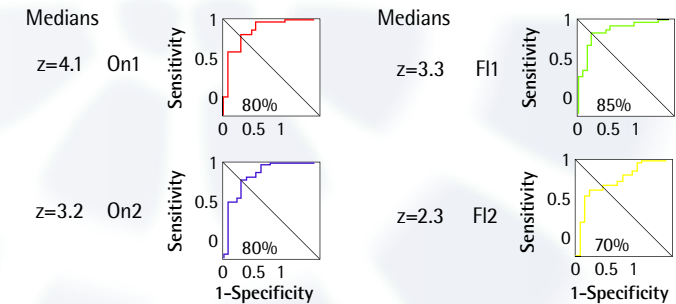 Medians
z=4.1 On1
Sensitivity
1
0.5
0
80%
0 0.5 1
Medians
z=3.3 Fl1
Sensitivity
1
0.5
0
85%
0 0.5 1
z=3.2 On2
Sensitivity
1
0.5
0
80%
0 0.5 1
1-Specificity
z=2.3 Fl2
Sensitivity
1
0.5
0
70%
0 0.5 1
1-Specificity